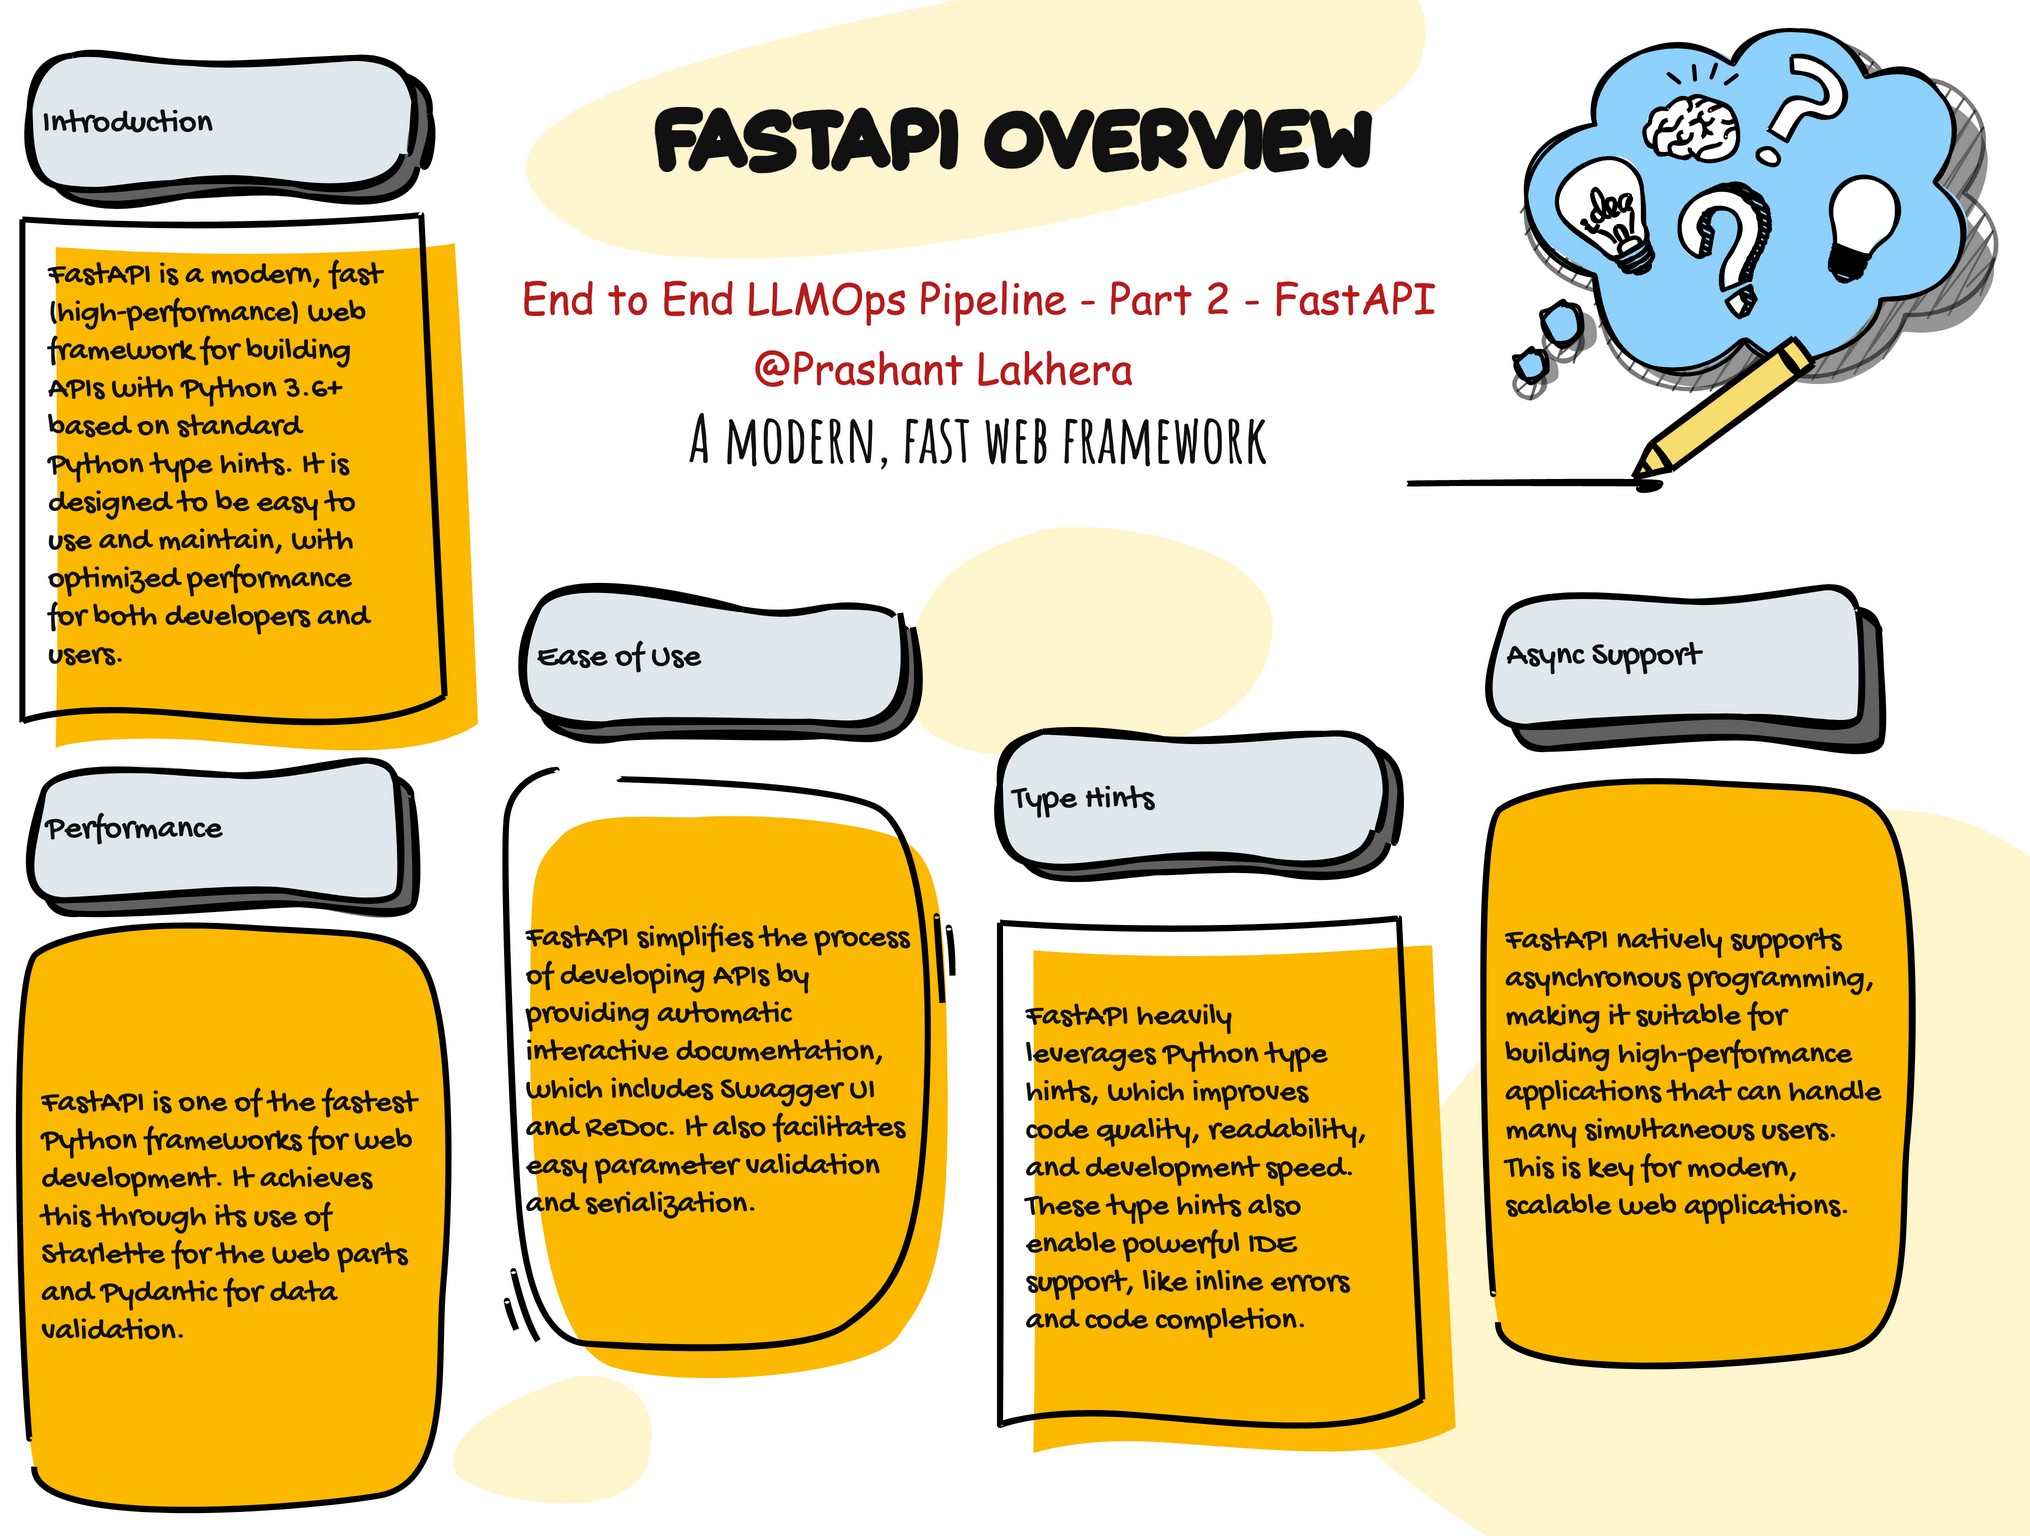 FASTAPI OVERVIEW
End to End LLMOps Pipeline - Part 2 - FastAPI
@Prashant Lakhera
A MODERN, FAST WEB FRAMEWORK
idea
Introduction
FastAPI is a modern, fast
(high-performance) web
framework for building
APIs with Python 3.6+
based on standard
Python type hints. It is
designed to be easy to
use and maintain, with
optimized performance
for both developers and
users.
Performance
FastAPI is one of the fastest
Python frameworks for web
development. It achieves
this through its use of
Starlette for the web parts
and Pydantic for data
validation.
Ease of Use
FastAPI simplifies the process
of developing APIs by
providing automatic
interactive documentation,
which includes Swagger UI
and ReDoc. It also facilitates
easy parameter validation
and serialization.
Type Hints
FastAPI heavily
leverages Python type
hints, which improves
code quality, readability,
and development speed.
These type hints also
enable powerful IDE
support, like inline errors
and code completion.
Async Support
FastAPI natively supports
asynchronous programming,
making it suitable for
building high-performance
applications that can handle
many simultaneous users.
This is key for modern,
scalable web applications.